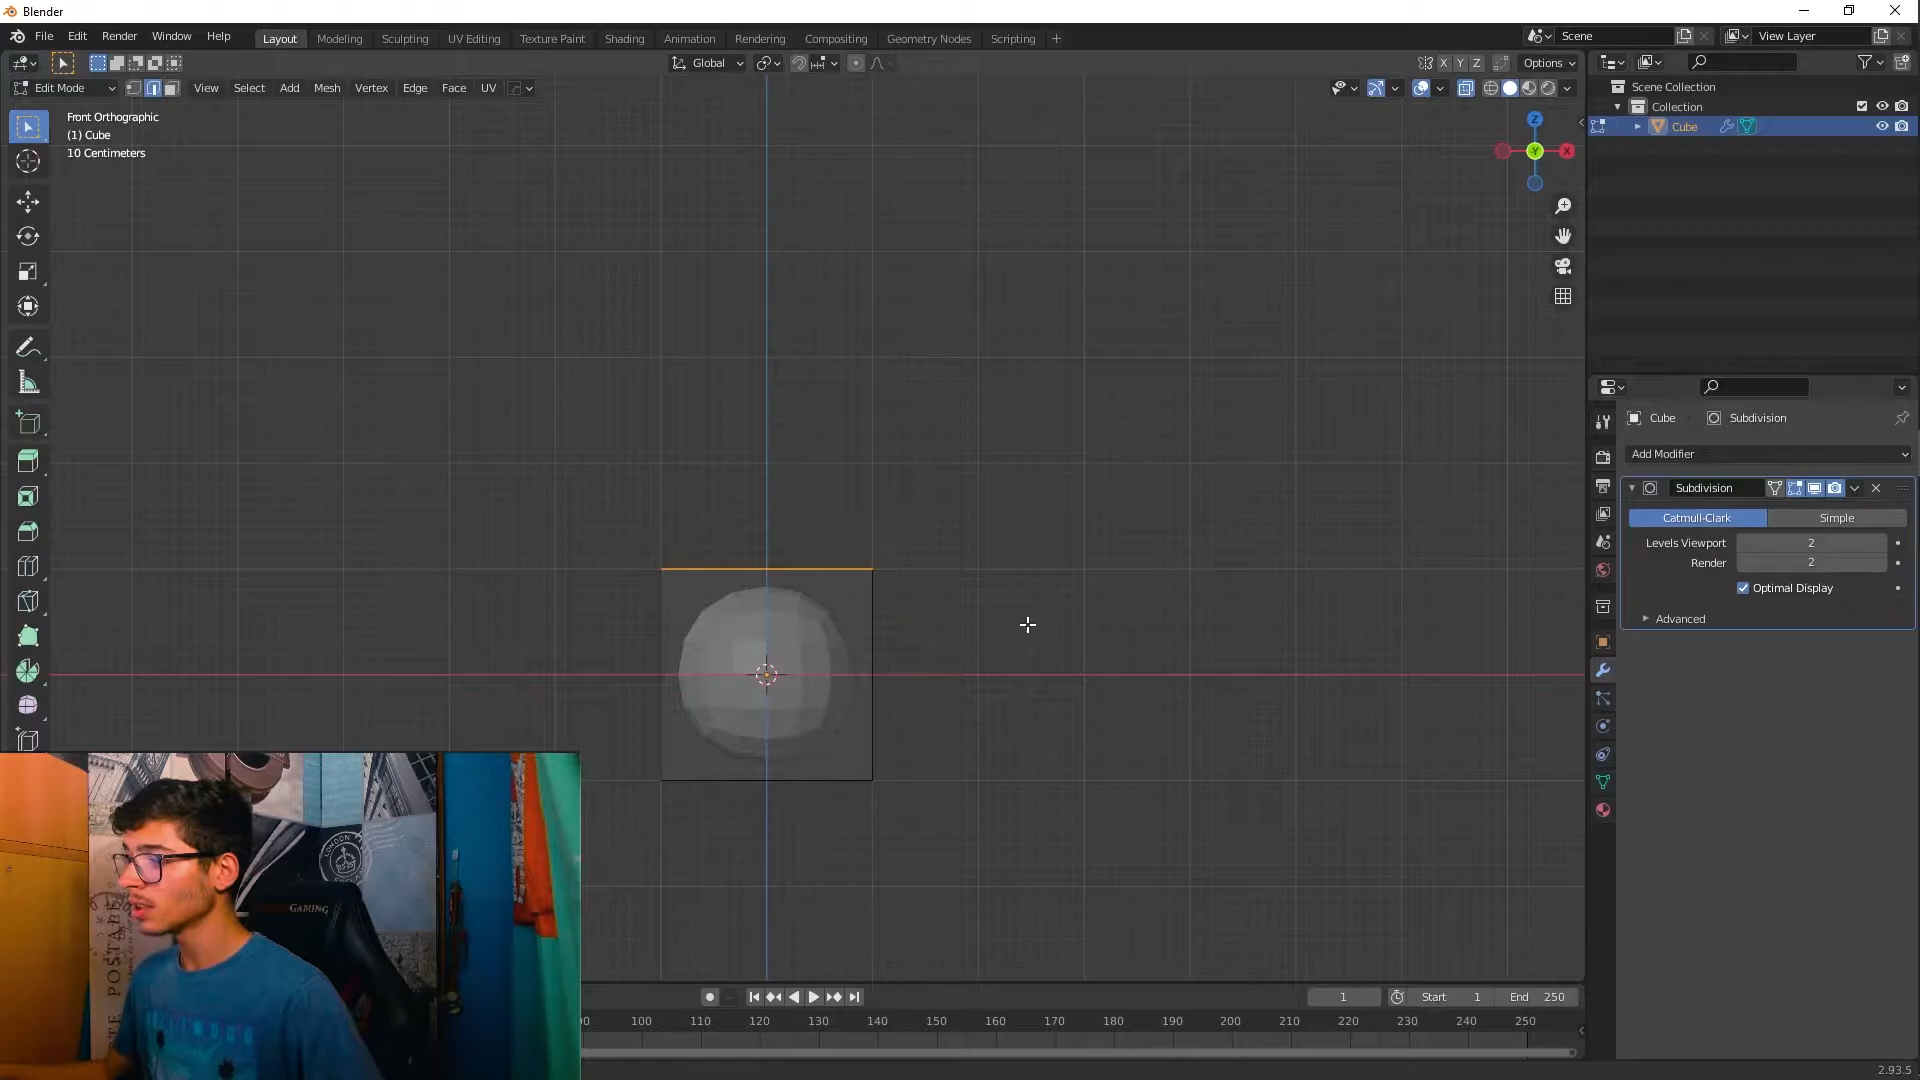 Blender
File Edit Render Window Help
Layout Modeling Sculpting UV Editing Texture Paint Shading Animation Rendering Compositing Geometry Nodes Scripting +
Scene
View Layer
Global
X Y Z
Options
Edit Mode
View Select Add Mesh Vertex Edge Face UV
Front Orthographic
(1) Cube
10 Centimeters
Z
Y
X
Scene Collection
Collection
Cube
Cube
Subdivision
Add Modifier
Subdivision
Catmull-Clark
Simple
Levels Viewport 2
Render 2
Optimal Display
Advanced
LONDON
GAMING
POSTALE
1
Start 1
End 250
90 100 110 120 130 140 150 160 170 180 190 200 210 220 230 240 250
2.93.5